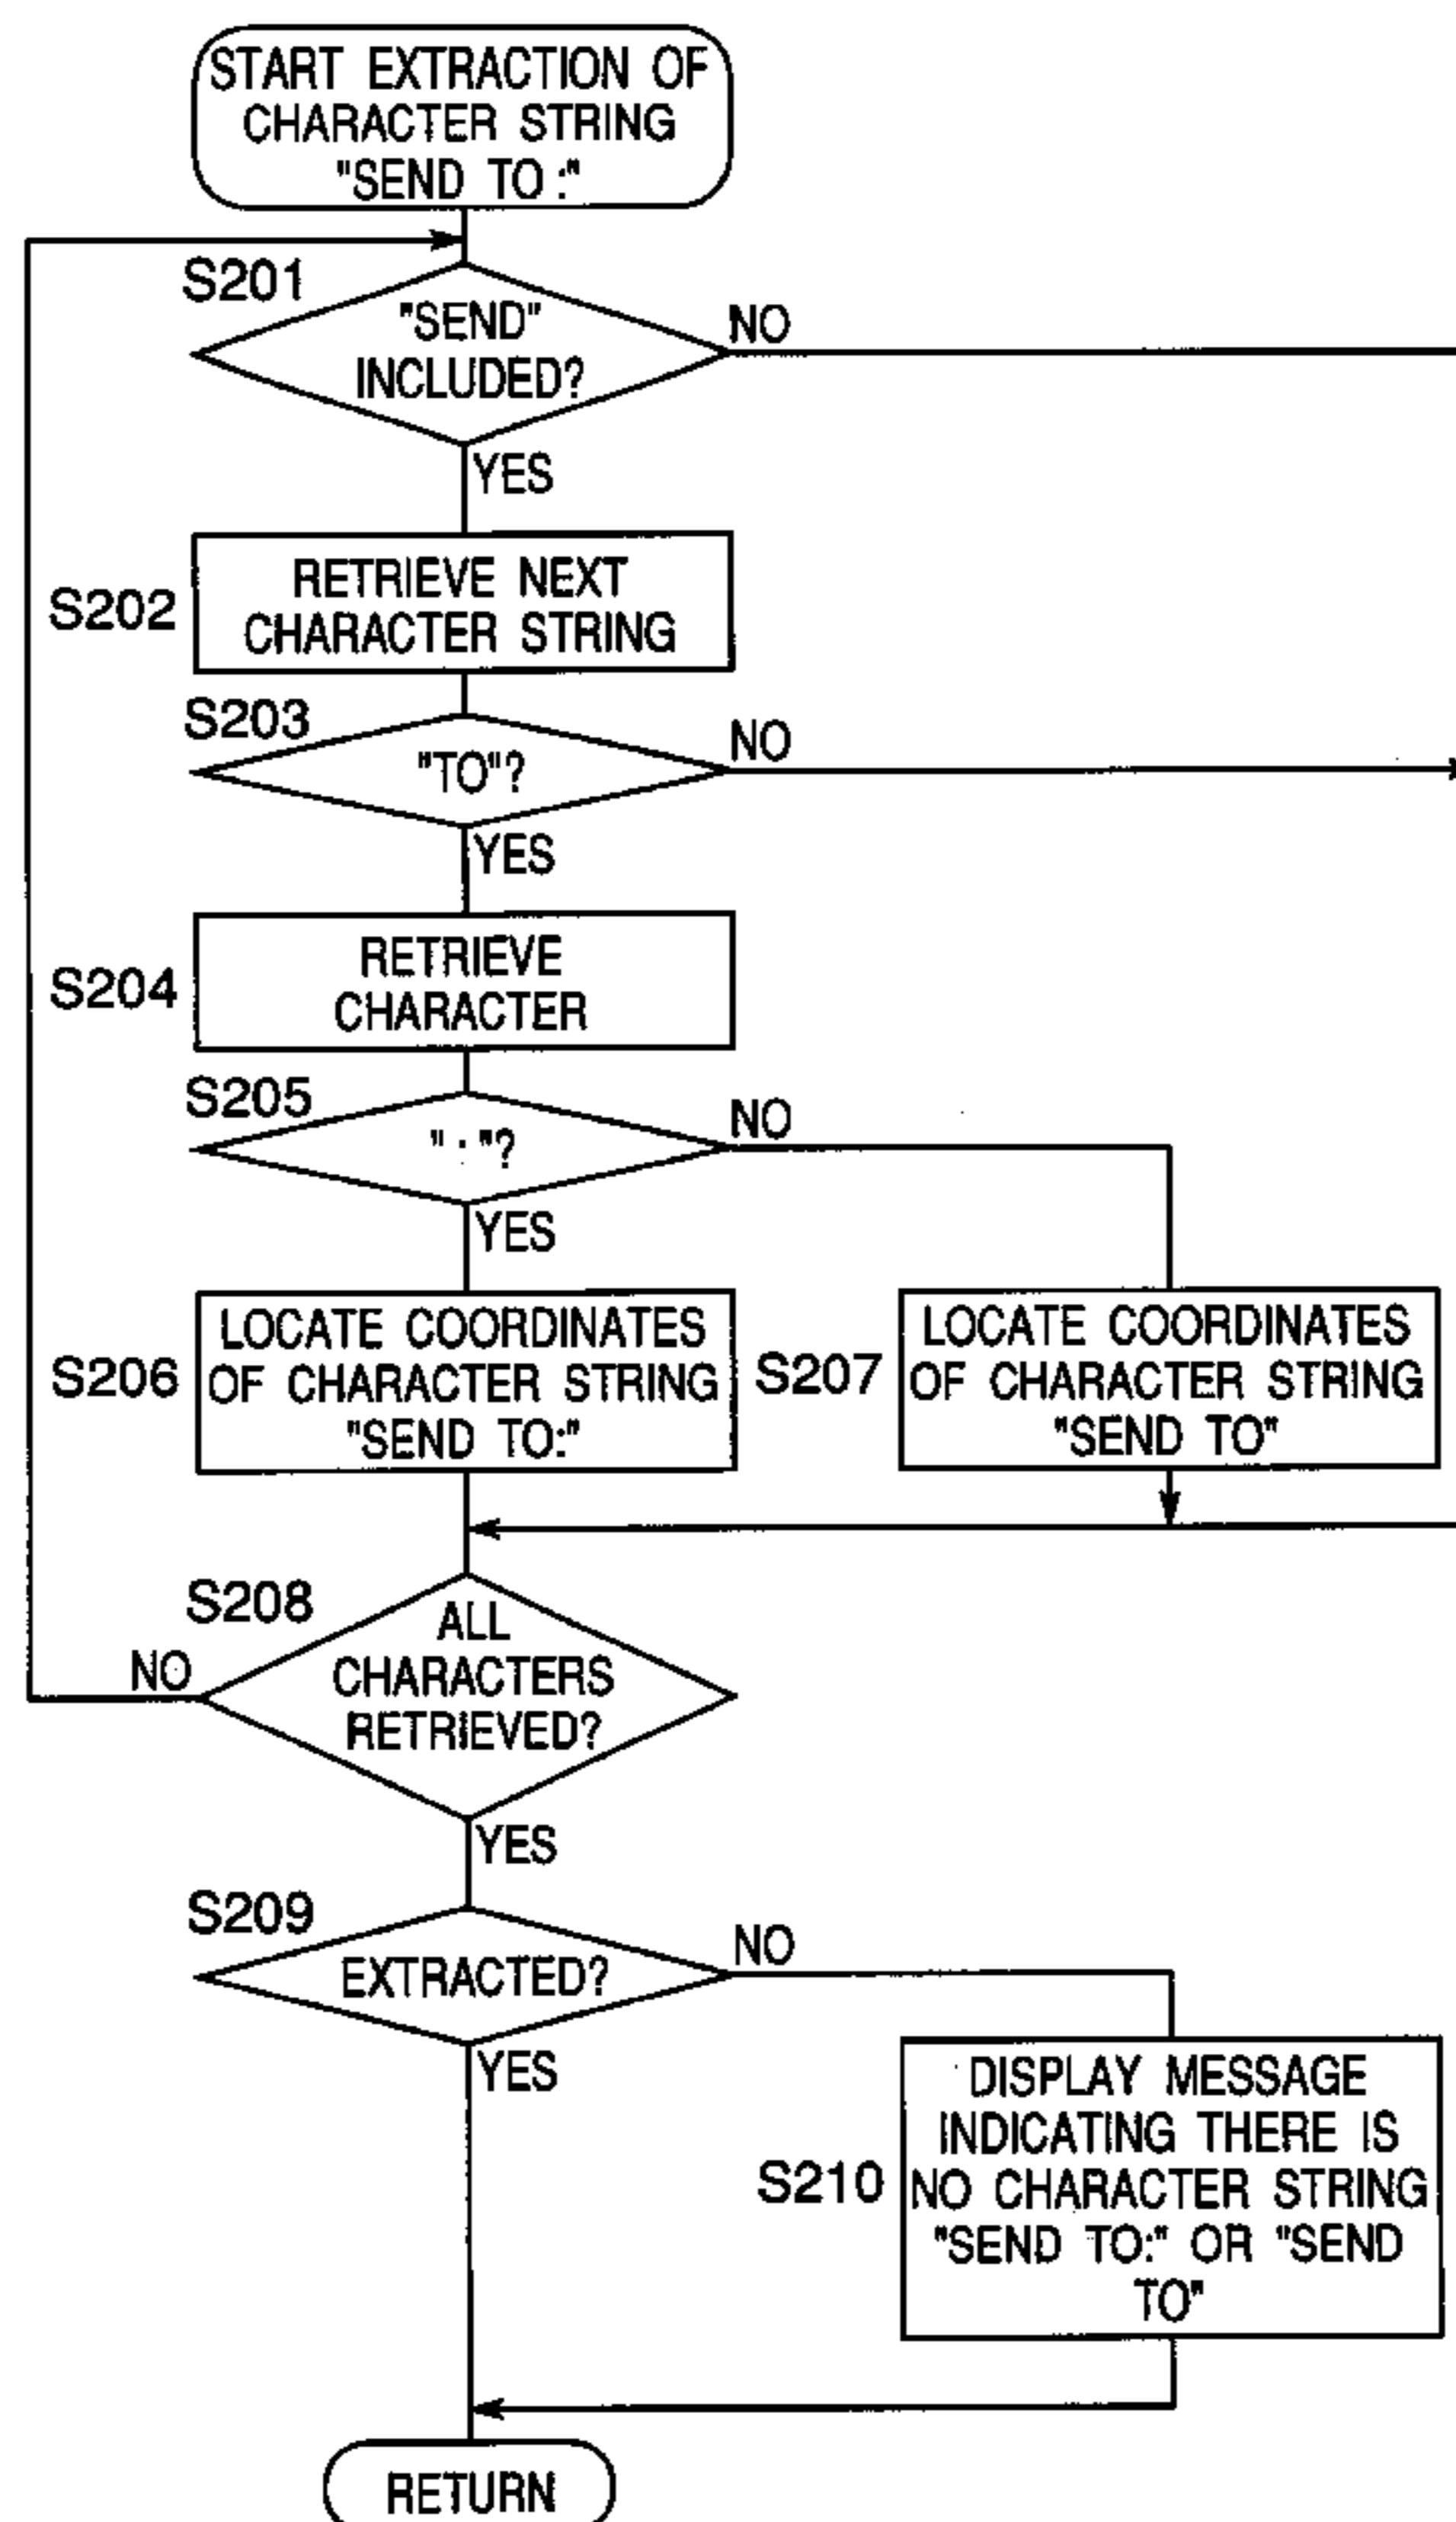 START EXTRACTION OF
CHARACTER STRING
"SEND TO :"
S201
"SEND"
INCLUDED?
NO
YES
S202
RETRIEVE NEXT
CHARACTER STRING
S203
"TO"?
NO
YES
S204
RETRIEVE
CHARACTER
S205
" : "?
NO
YES
S206
LOCATE COORDINATES
OF CHARACTER STRING
"SEND TO:"
S207
LOCATE COORDINATES
OF CHARACTER STRING
"SEND TO"
S208
ALL
CHARACTERS
RETRIEVED?
NO
YES
S209
EXTRACTED?
NO
YES
S210
DISPLAY MESSAGE
INDICATING THERE IS
NO CHARACTER STRING
"SEND TO:" OR "SEND
TO"
RETURN